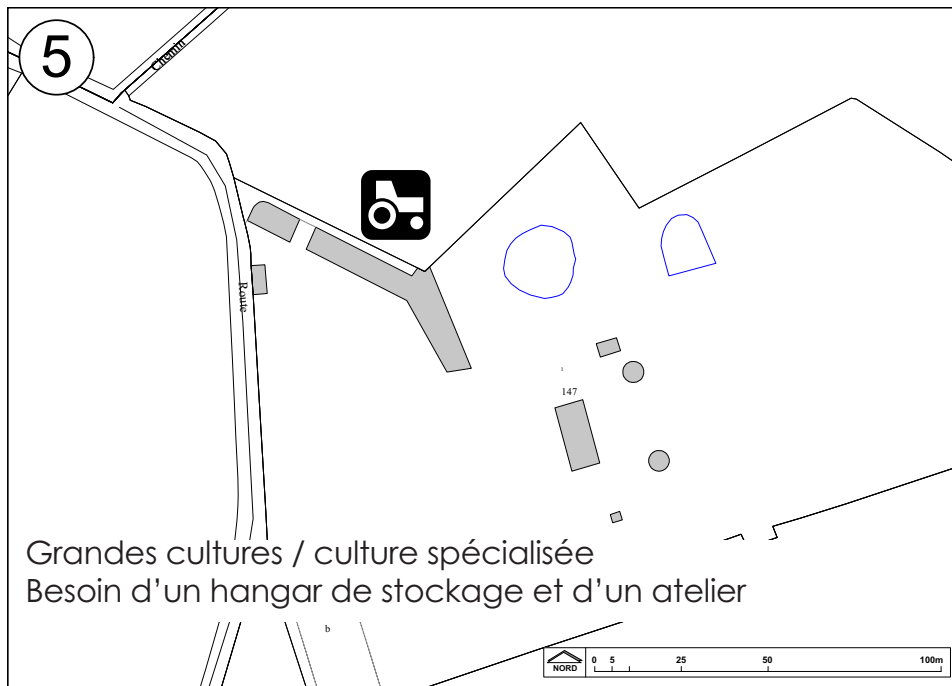 5
Chemin
Route
147
Grandes cultures / culture spécialisée
Besoin d'un hangar de stockage et d'un atelier
b
NORD
0 5 25 50 100m